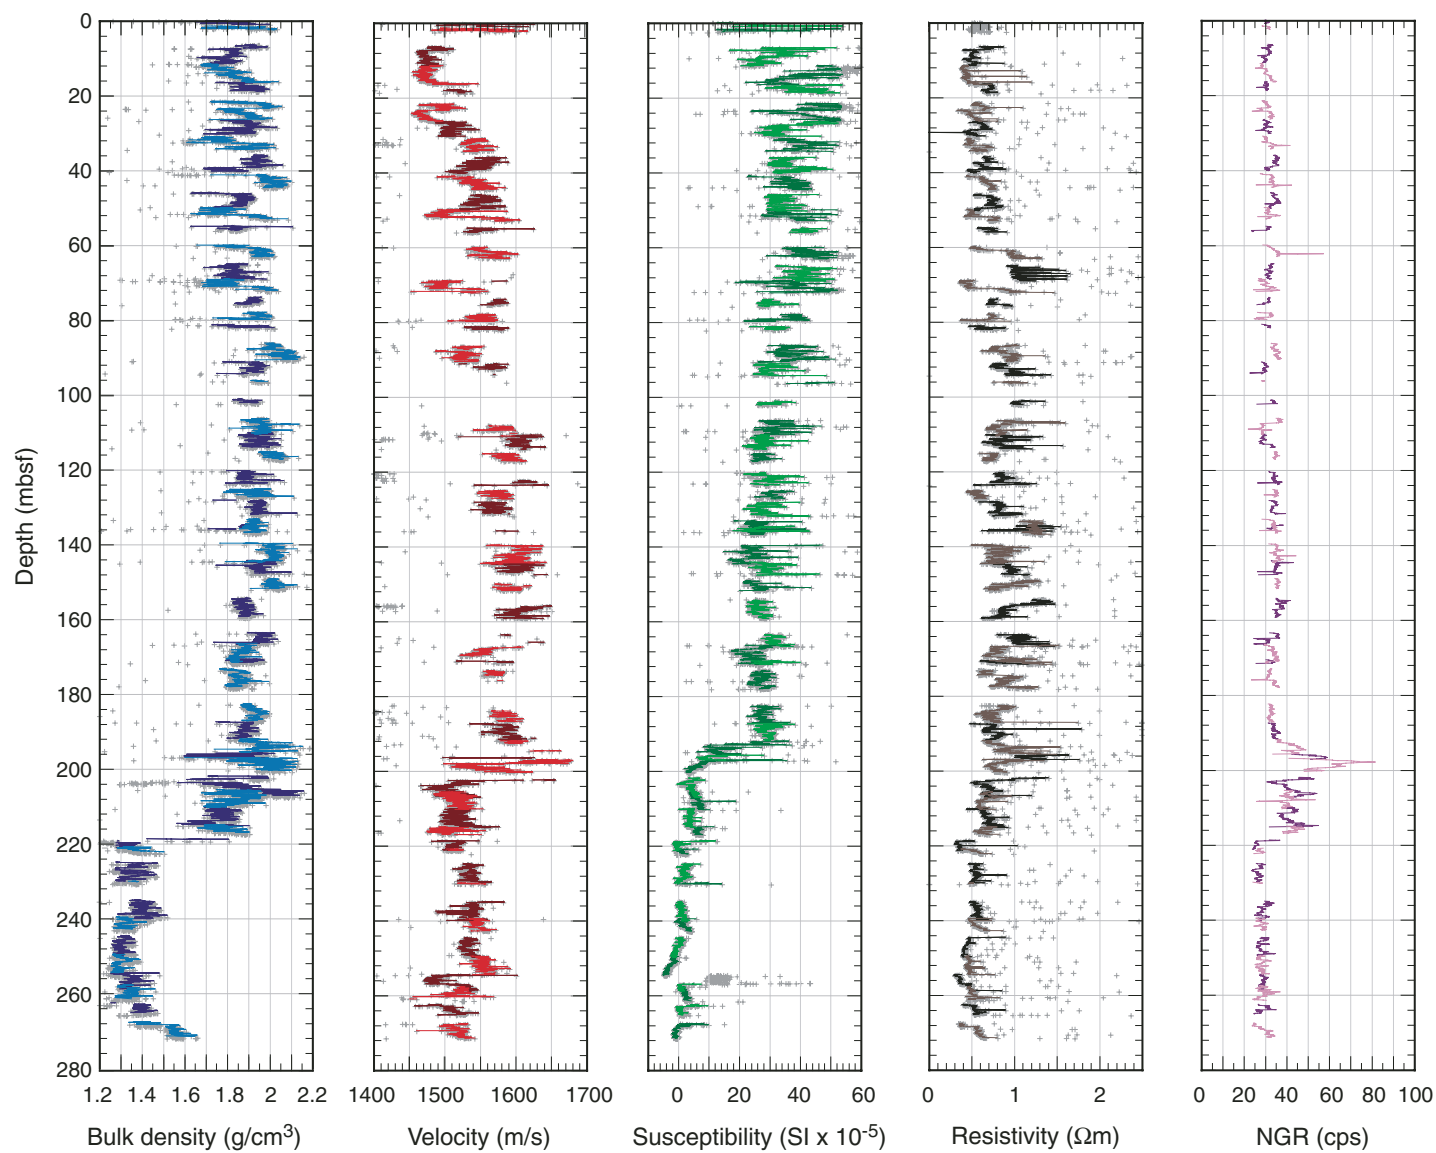 Depth (mbsf)
0
20
40
60
80
100
120
140
160
180
200
220
240
260
280
1.2 1.4 1.6 1.8 2 2.2
1400 1500 1600 1700
0 20 40 60
0 1 2
0 20 40 60 80 100
Bulk density (g/cm³) Velocity (m/s) Susceptibility (SI x 10⁻⁵) Resistivity (Ωm) NGR (cps)